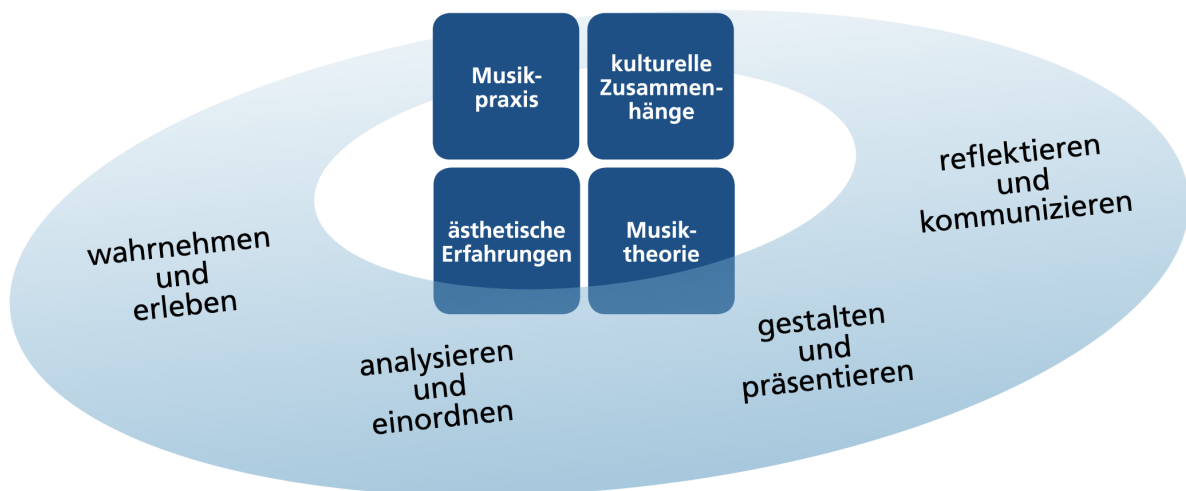 Musik-
praxis
kulturelle
Zusammen-
hänge
ästhetische
Erfahrungen
Musik-
theorie
wahrnehmen
und
erleben
analysieren
und
einordnen
gestalten
und
präsentieren
reflektieren
und
kommunizieren